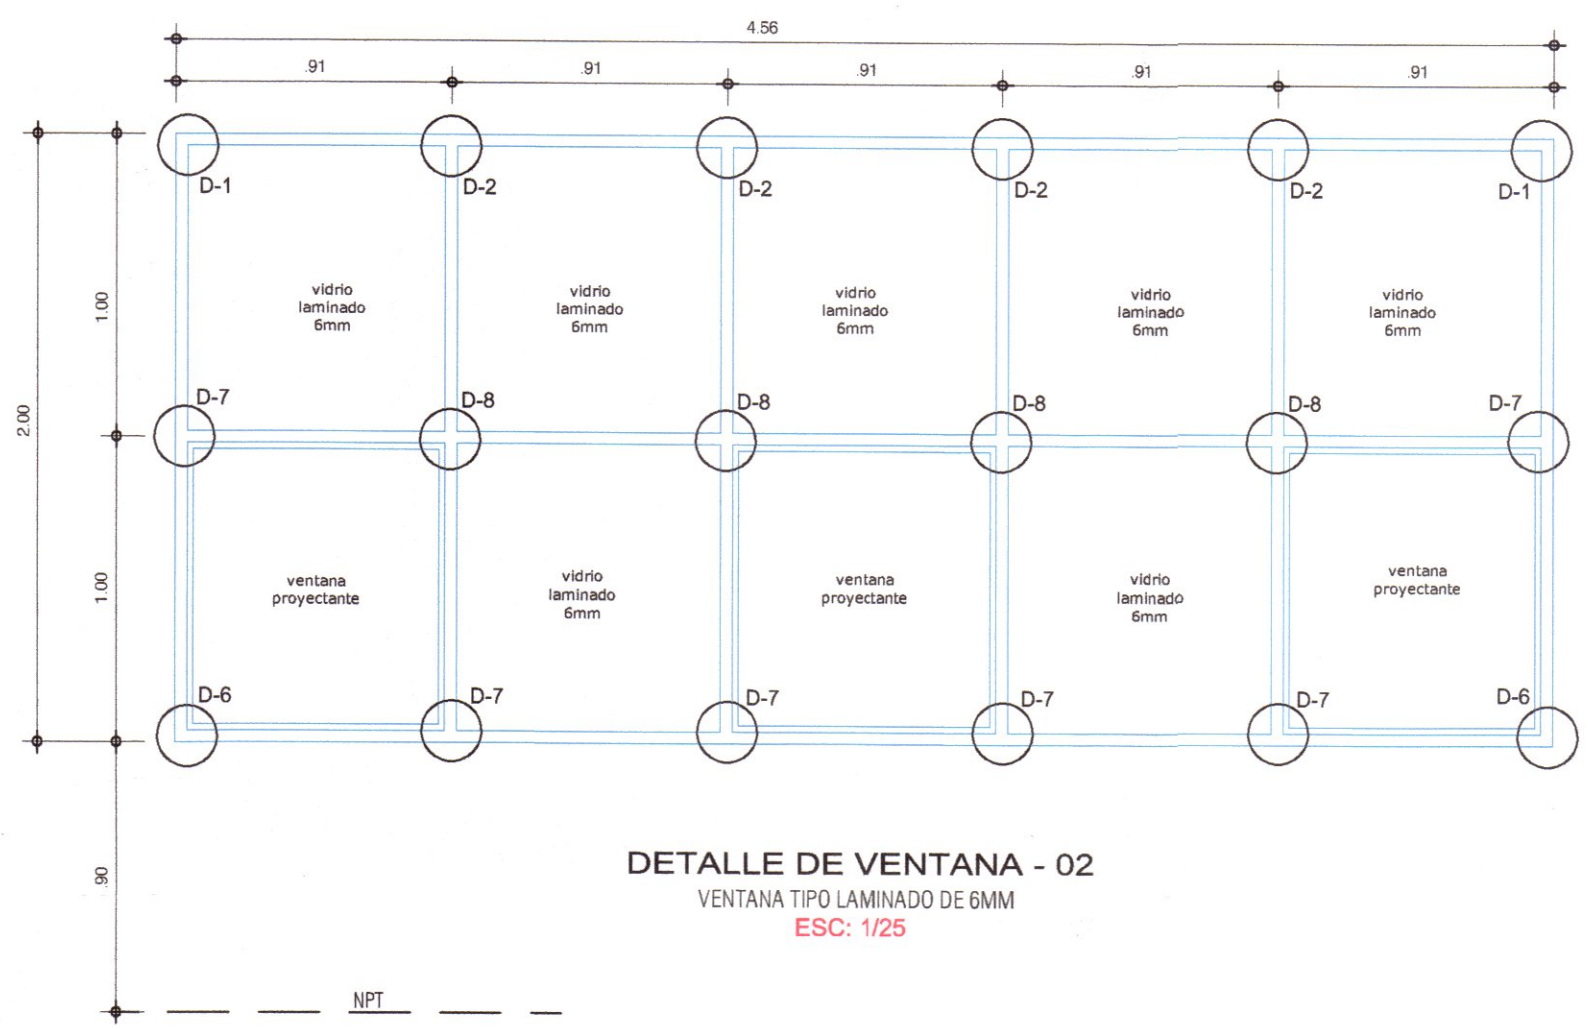 4.56
.91
.91
.91
.91
.91
D-1
D-2
D-2
D-2
D-2
D-1
1.00
vidrio
laminado
6mm
vidrio
laminado
6mm
vidrio
laminado
6mm
vidrio
laminado
6mm
vidrio
laminado
6mm
2.00
D-7
D-8
D-8
D-8
D-8
D-7
1.00
ventana
proyectante
vidrio
laminado
6mm
ventana
proyectante
vidrio
laminado
6mm
ventana
proyectante
D-6
D-7
D-7
D-7
D-7
D-6
.90
DETALLE DE VENTANA - 02
VENTANA TIPO LAMINADO DE 6MM
ESC: 1/25
NPT